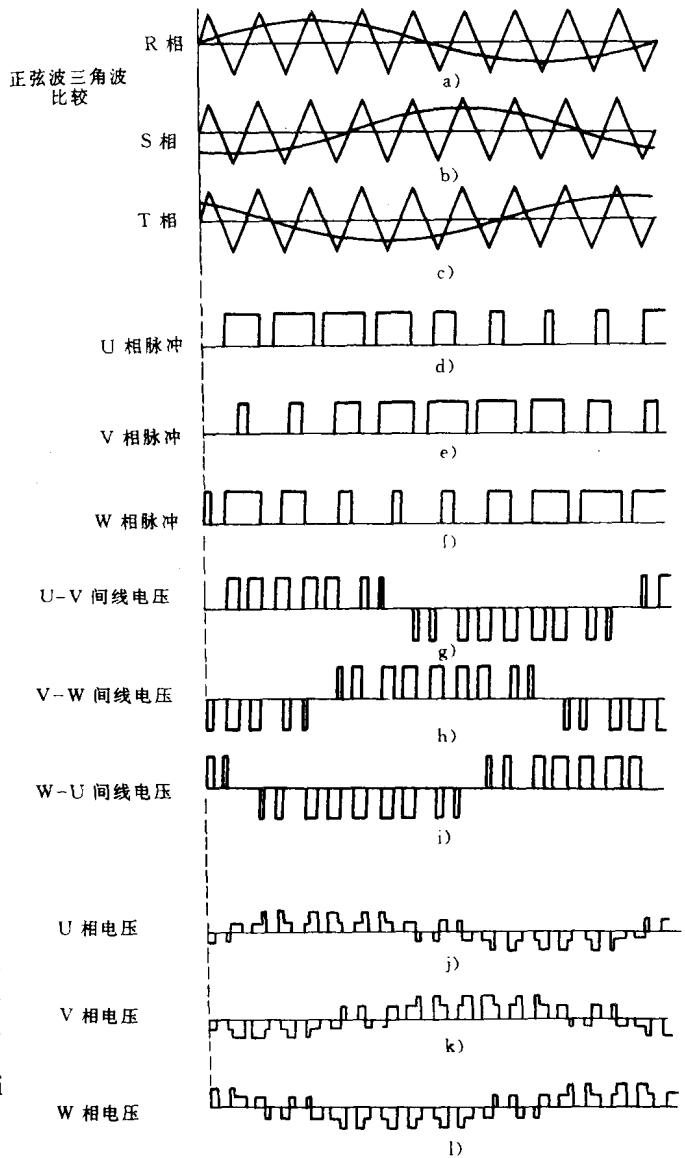 R 相
a)
正弦波三角波
比较
S 相
b)
T 相
c)
U 相脉冲
d)
V 相脉冲
e)
W 相脉冲
f)
U-V 间线电压
g)
V-W 间线电压
h)
W-U 间线电压
i)
U 相电压
j)
V 相电压
k)
i
W 相电压
l)